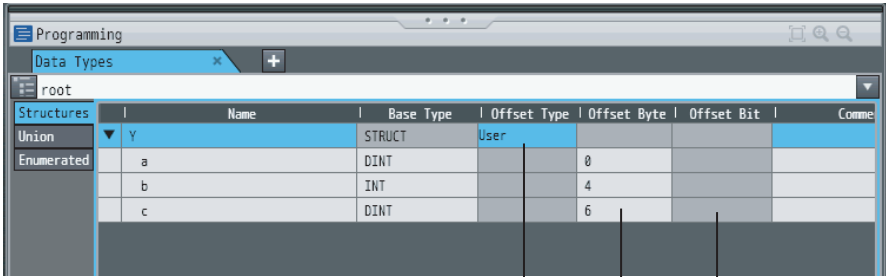 Programming
Data Types × +
root
Structures Name Base Type Offset Type Offset Byte Offset Bit Comme
Union ▼ Y STRUCT User
Enumerated a DINT 0
b INT 4
c DINT 6